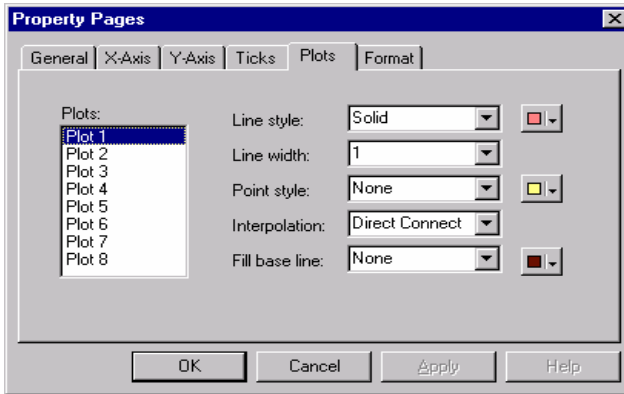 Property Pages
General X-Axis Y-Axis Ticks Plots Format
Plots:
Plot 1
Plot 2
Plot 3
Plot 4
Plot 5
Plot 6
Plot 7
Plot 8
Line style: Solid
Line width: 1
Point style: None
Interpolation: Direct Connect
Fill base line: None
OK Cancel Apply Help